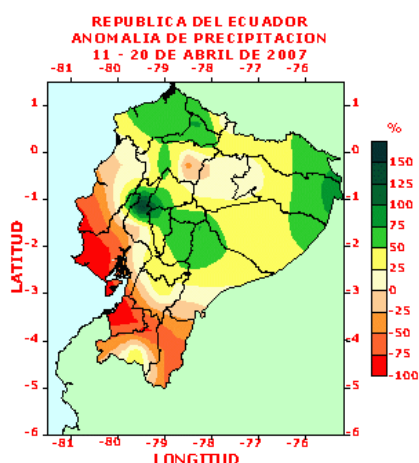 REPUBLICA DEL ECUADOR
ANOMALIA DE PRECIPITACION
11 - 20 DE ABRIL DE 2007
-81 -80 -79 -78 -77 -76
1 1
0 0
-1 -1
-2 -2
-3 -3
-4 -4
-5 -5
-6 -6
-81 -80 -79 -78 -77 -76
LATITUD
LONGITUD
%
150
100
75
50
25
0
-25
-50
-75
-100